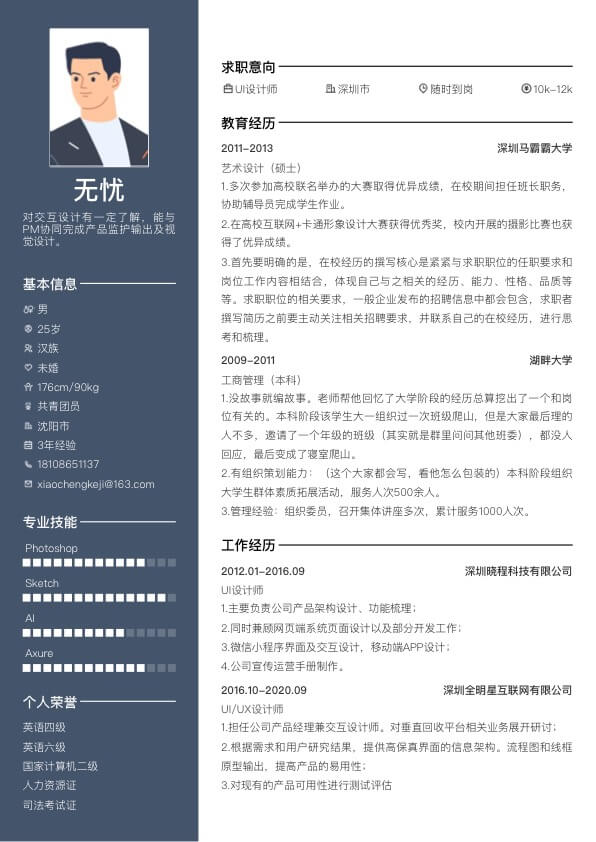 无忧
对交互设计有一定了解，能与
PM协同完成产品监护输出及视
觉设计。
基本信息
男
25岁
汉族
未婚
176cm/90kg
共青团员
沈阳市
3年经验
18108651137
xiaochengkeji@163.com
专业技能
Photoshop
Sketch
AI
Axure
个人荣誉
英语四级
英语六级
国家计算机二级
人力资源证
司法考试证
求职意向
UI设计师 深圳市 随时到岗 10k-12k
教育经历
2011-2013 深圳马霸霸大学
艺术设计（硕士）
1.多次参加高校联名举办的大赛取得优异成绩，在校期间担任班长职务，
协助辅导员完成学生作业。
2.在高校互联网+卡通形象设计大赛获得优秀奖，校内开展的摄影比赛也获
得了优异成绩。
3.首先要明确的是，在校经历的撰写核心是紧紧与求职职位的任职要求和
岗位工作内容相结合，体现自己与之相关的经历、能力、性格、品质等
等。求职职位的相关要求，一般企业发布的招聘信息中都会包含，求职者
撰写简历之前要主动关注相关招聘要求，并联系自己的在校经历，进行思
考和梳理。
2009-2011 湖畔大学
工商管理（本科）
1.没故事就编故事。老师帮他回忆了大学阶段的经历总算挖出了一个和岗
位有关的。本科阶段该学生大一组织过一次班级爬山，但是大家最后理的
人不多，邀请了一个年级的班级（其实就是群里问问其他班委），都没人
回应，最后变成了寝室爬山。
2.有组织策划能力：（这个大家都会写，看他怎么包装的）本科阶段组织
大学生群体素质拓展活动，服务人次500余人。
3.管理经验：组织委员，召开集体讲座多次，累计服务1000人次。
工作经历
2012.01-2016.09 深圳晓程科技有限公司
UI设计师
1.主要负责公司产品架构设计、功能梳理；
2.同时兼顾网页端系统页面设计以及部分开发工作；
3.微信小程序界面及交互设计，移动端APP设计；
4.公司宣传运营手册制作。
2016.10-2020.09 深圳全明星互联网有限公司
UI/UX设计师
1.担任公司产品经理兼交互设计师。对垂直回收平台相关业务展开研讨；
2.根据需求和用户研究结果，提供高保真界面的信息架构。流程图和线框
原型输出，提高产品的易用性；
3.对现有的产品可用性进行测试评估